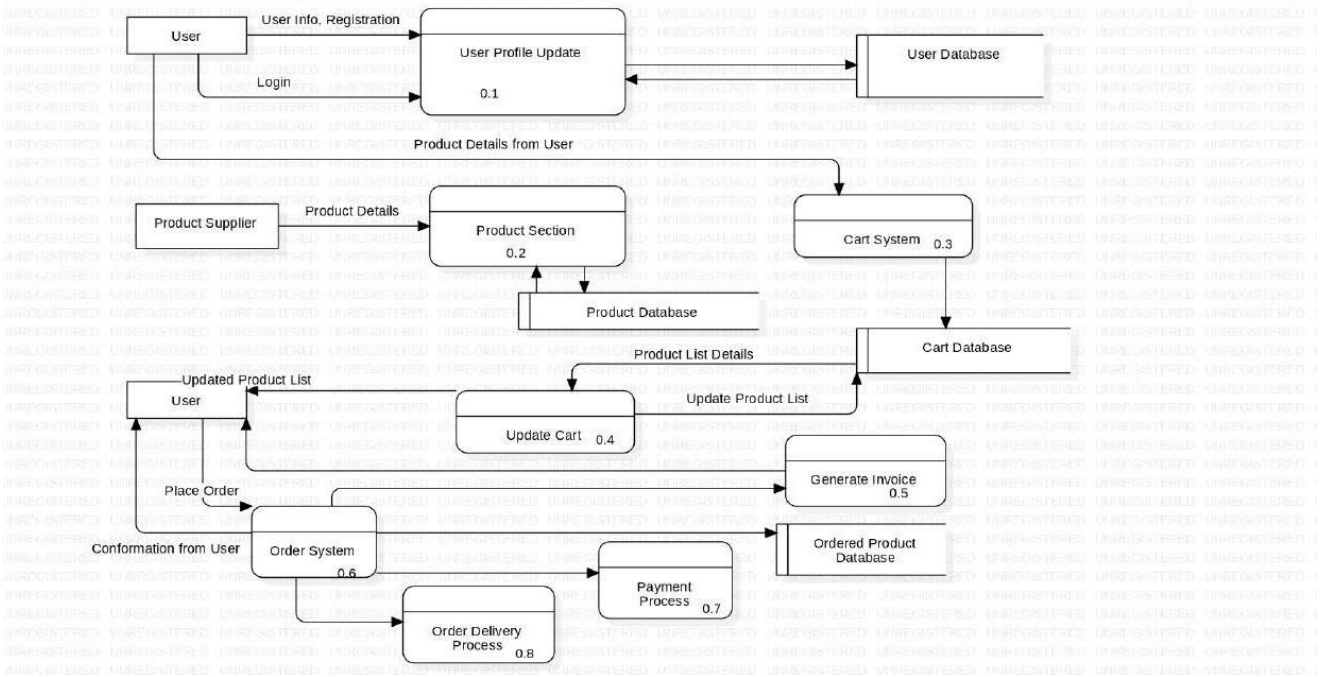 User Info, Registration
User
User Profile Update
User Database
Login
0.1
Product Details from User
Product Supplier
Product Details
Product Section
0.2
Cart System 0.3
Product Database
Cart Database
Product List Details
Updated Product List
User
Update Product List
Update Cart 0.4
Generate Invoice
0.5
Place Order
Conformation from User
Order System
0.6
Ordered Product
Database
Payment
Process 0.7
Order Delivery
Process 0.8
UNREGISTERED